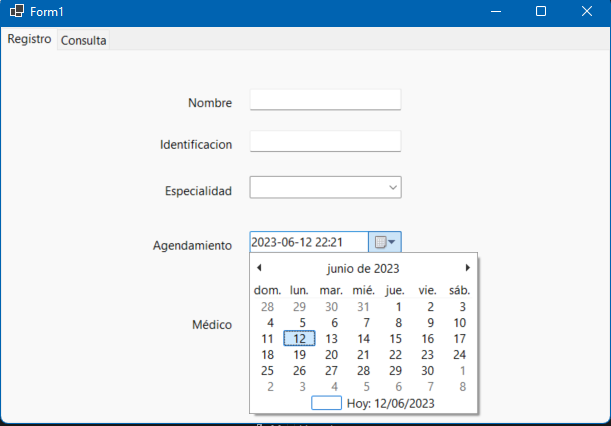 Form1
Registro Consulta
Nombre
Identificacion
Especialidad
Agendamiento 2023-06-12 22:21
junio de 2023
dom. lun. mar. mié. jue. vie. sáb.
28 29 30 31 1 2 3
4 5 6 7 8 9 10
11 12 13 14 15 16 17
18 19 20 21 22 23 24
25 26 27 28 29 30 1
2 3 4 5 6 7 8
Hoy: 12/06/2023
Médico